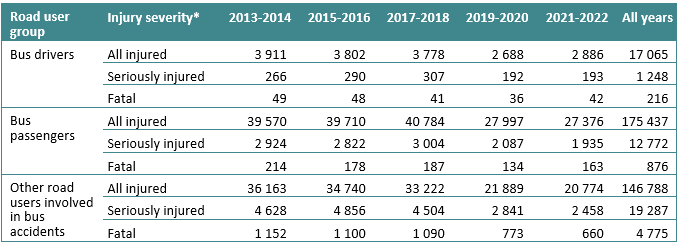 Road user group Injury severity* 2013-2014 2015-2016 2017-2018 2019-2020 2021-2022 All years
Bus drivers All injured 3 911 3 802 3 778 2 688 2 886 17 065
Seriously injured 266 290 307 192 193 1 248
Fatal 49 48 41 36 42 216
Bus passengers All injured 39 570 39 710 40 784 27 997 27 376 175 437
Seriously injured 2 924 2 822 3 004 2 087 1 935 12 772
Fatal 214 178 187 134 163 876
Other road users involved in bus accidents All injured 36 163 34 740 33 222 21 889 20 774 146 788
Seriously injured 4 628 4 856 4 504 2 841 2 458 19 287
Fatal 1 152 1 100 1 090 773 660 4 775